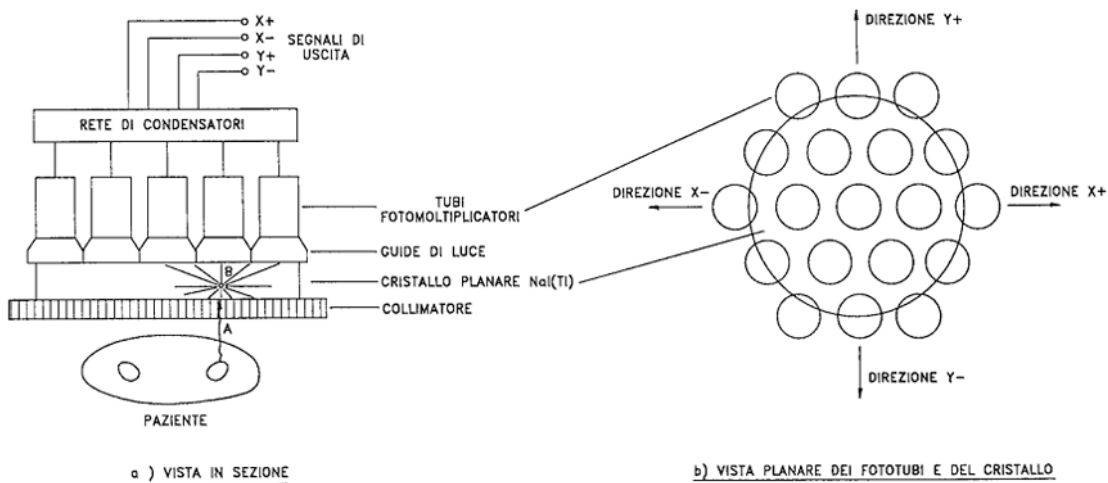 X+
X-
Y+
Y-
SEGNALI DI
USCITA
RETE DI CONDENSATORI
TUBI
FOTOMOLTIPLICATORI
GUIDE DI LUCE
B
CRISTALLO PLANARE NaI(Tl)
COLLIMATORE
A
PAZIENTE
a ) VISTA IN SEZIONE
DIREZIONE Y+
DIREZIONE X-
DIREZIONE X+
DIREZIONE Y-
b) VISTA PLANARE DEI FOTOTUBI E DEL CRISTALLO